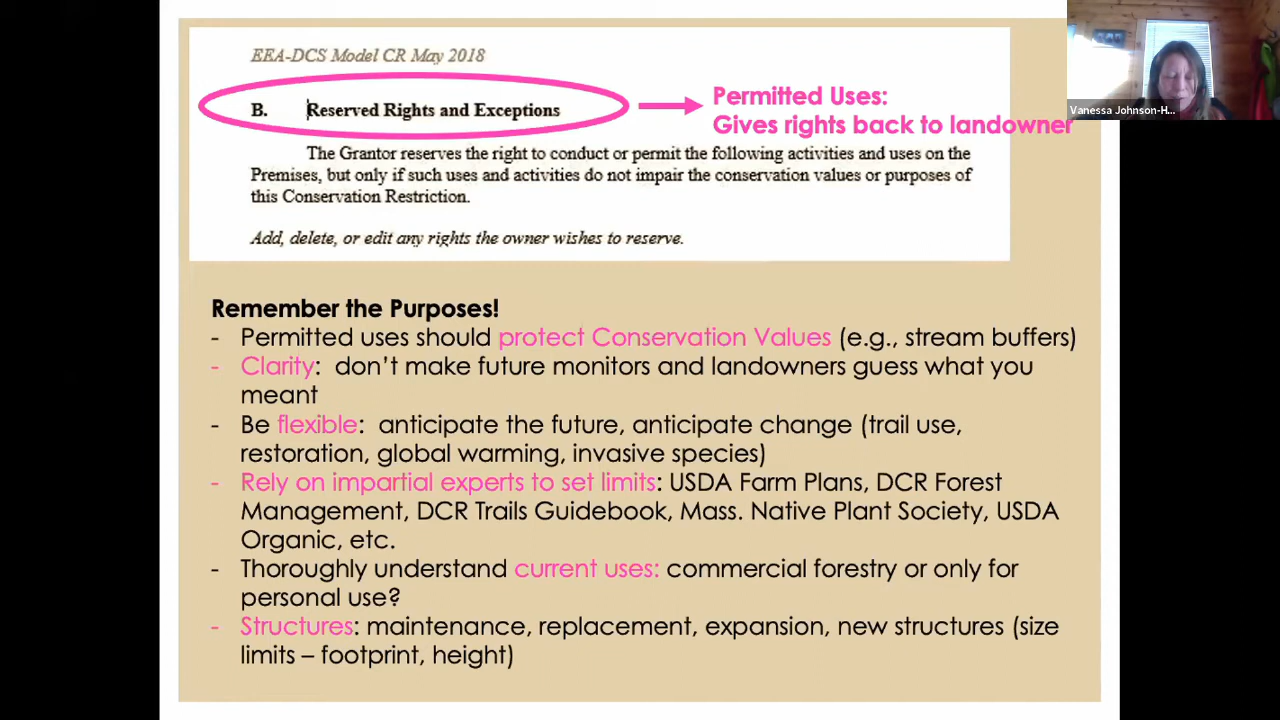 EEA-DCS Model CR May 2018
B. Reserved Rights and Exceptions
Permitted Uses:
Gives rights back to landowner
The Grantor reserves the right to conduct or permit the following activities and uses on the
Premises, but only if such uses and activities do not impair the conservation values or purposes of
this Conservation Restriction.
Add, delete, or edit any rights the owner wishes to reserve.
Remember the Purposes!
- Permitted uses should protect Conservation Values (e.g., stream buffers)
- Clarity: don’t make future monitors and landowners guess what you
meant
- Be flexible: anticipate the future, anticipate change (trail use,
restoration, global warming, invasive species)
- Rely on impartial experts to set limits: USDA Farm Plans, DCR Forest
Management, DCR Trails Guidebook, Mass. Native Plant Society, USDA
Organic, etc.
- Thoroughly understand current uses: commercial forestry or only for
personal use?
- Structures: maintenance, replacement, expansion, new structures (size
limits – footprint, height)
Vanessa Johnson-H...